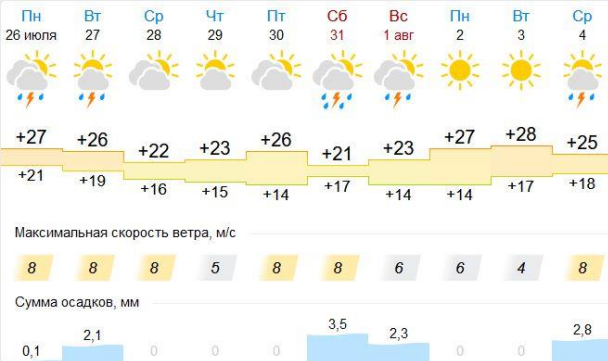 Пн Вт Ср Чт Пт Сб Вс Пн Вт Ср
26 июля 27 28 29 30 31 1 авг 2 3 4
+27 +26 +22 +23 +26 +21 +23 +27 +28 +25
+21 +19 +16 +15 +14 +17 +14 +14 +17 +18
Максимальная скорость ветра, м/с
8 8 8 5 8 8 6 6 4 8
Сумма осадков, мм
0,1 2,1 0 0 0 3,5 2,3 0 0 2,8